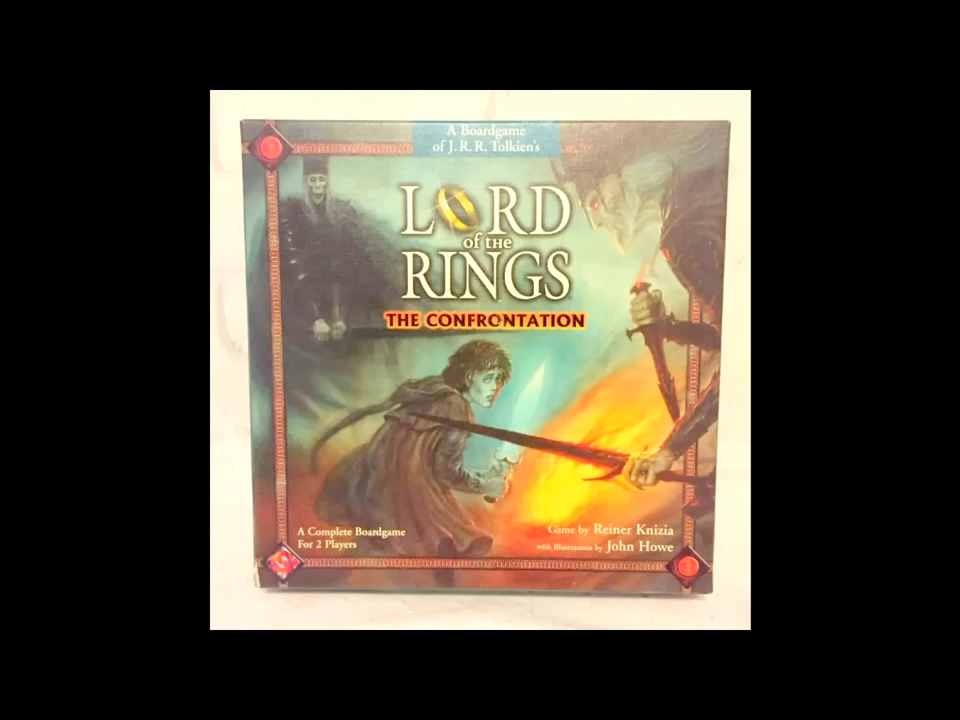 A Boardgame
of J. R. R. Tolkien's
LORD
of the
RINGS
THE CONFRONTATION
A Complete Boardgame
For 2 Players
Game by Reiner Knizia
with Illustrations by John Howe